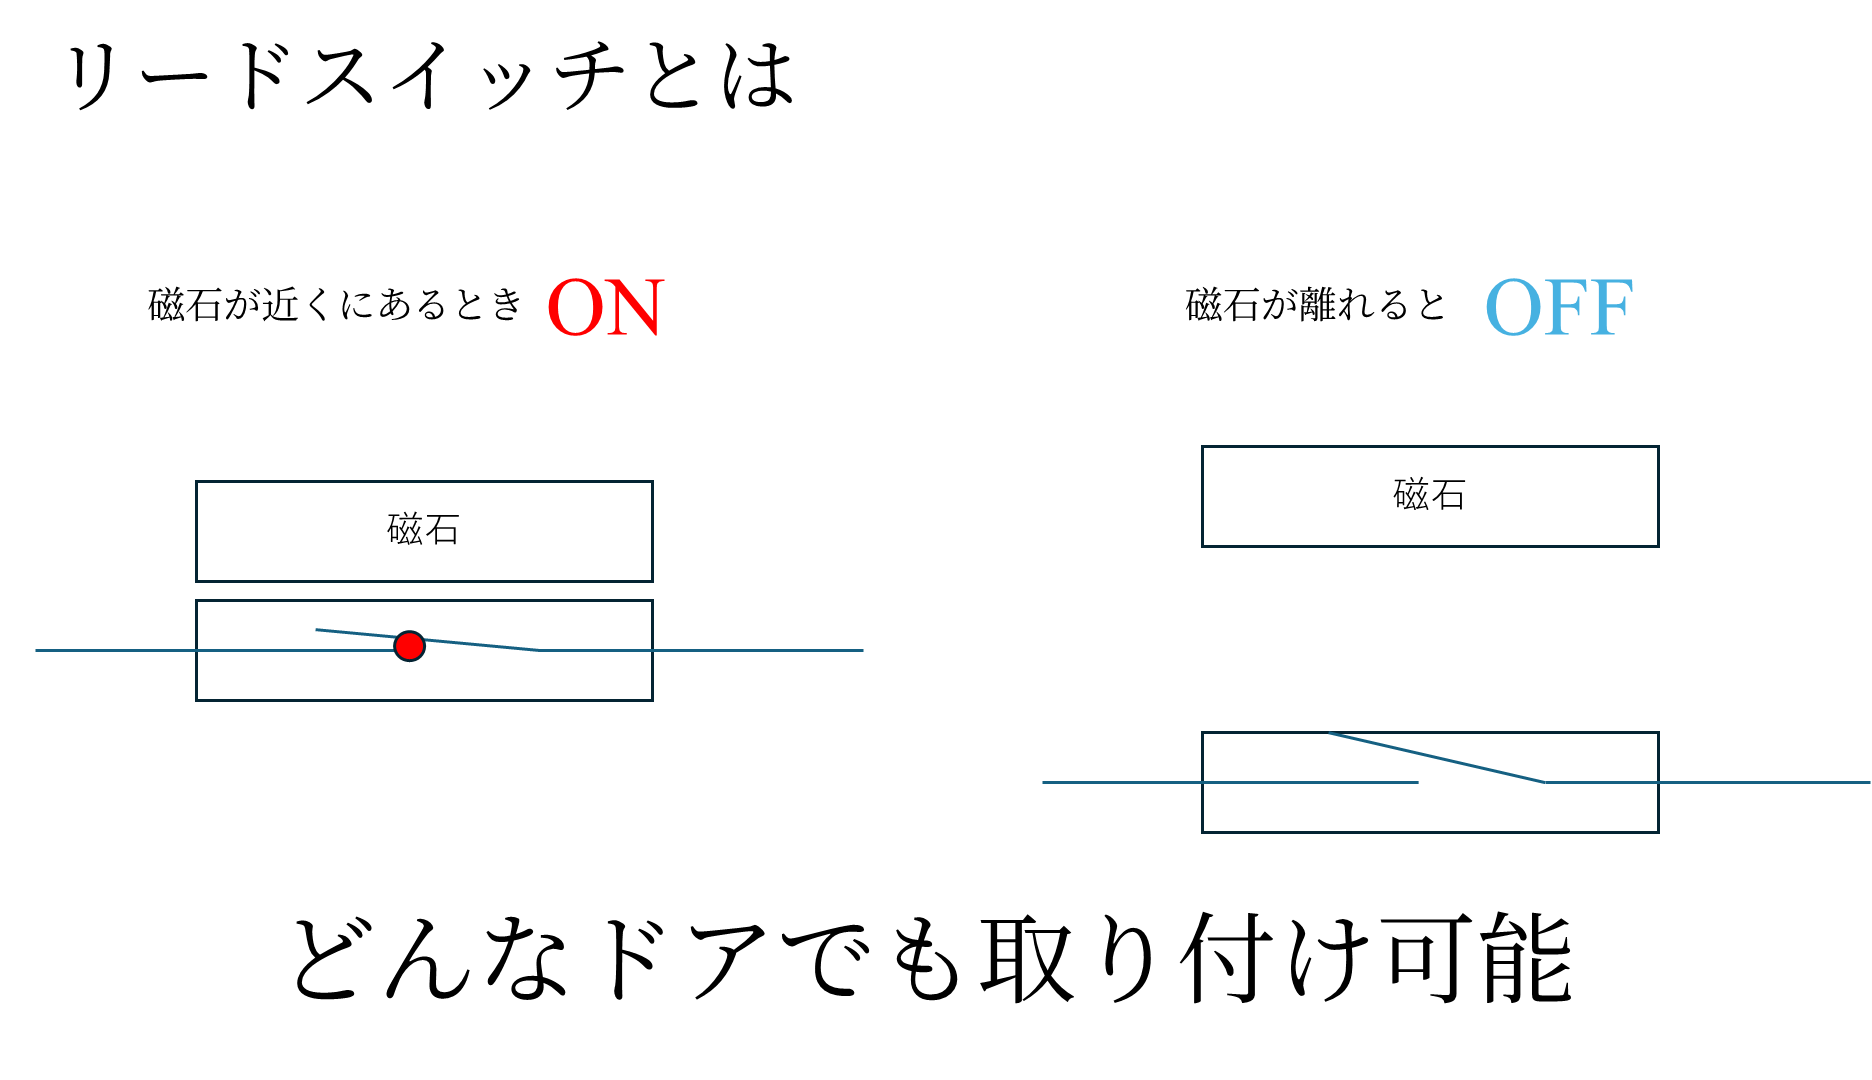 リードスイッチとは
磁石が近くにあるとき ON
磁石が離れると OFF
磁石
磁石
どんなドアでも取り付け可能